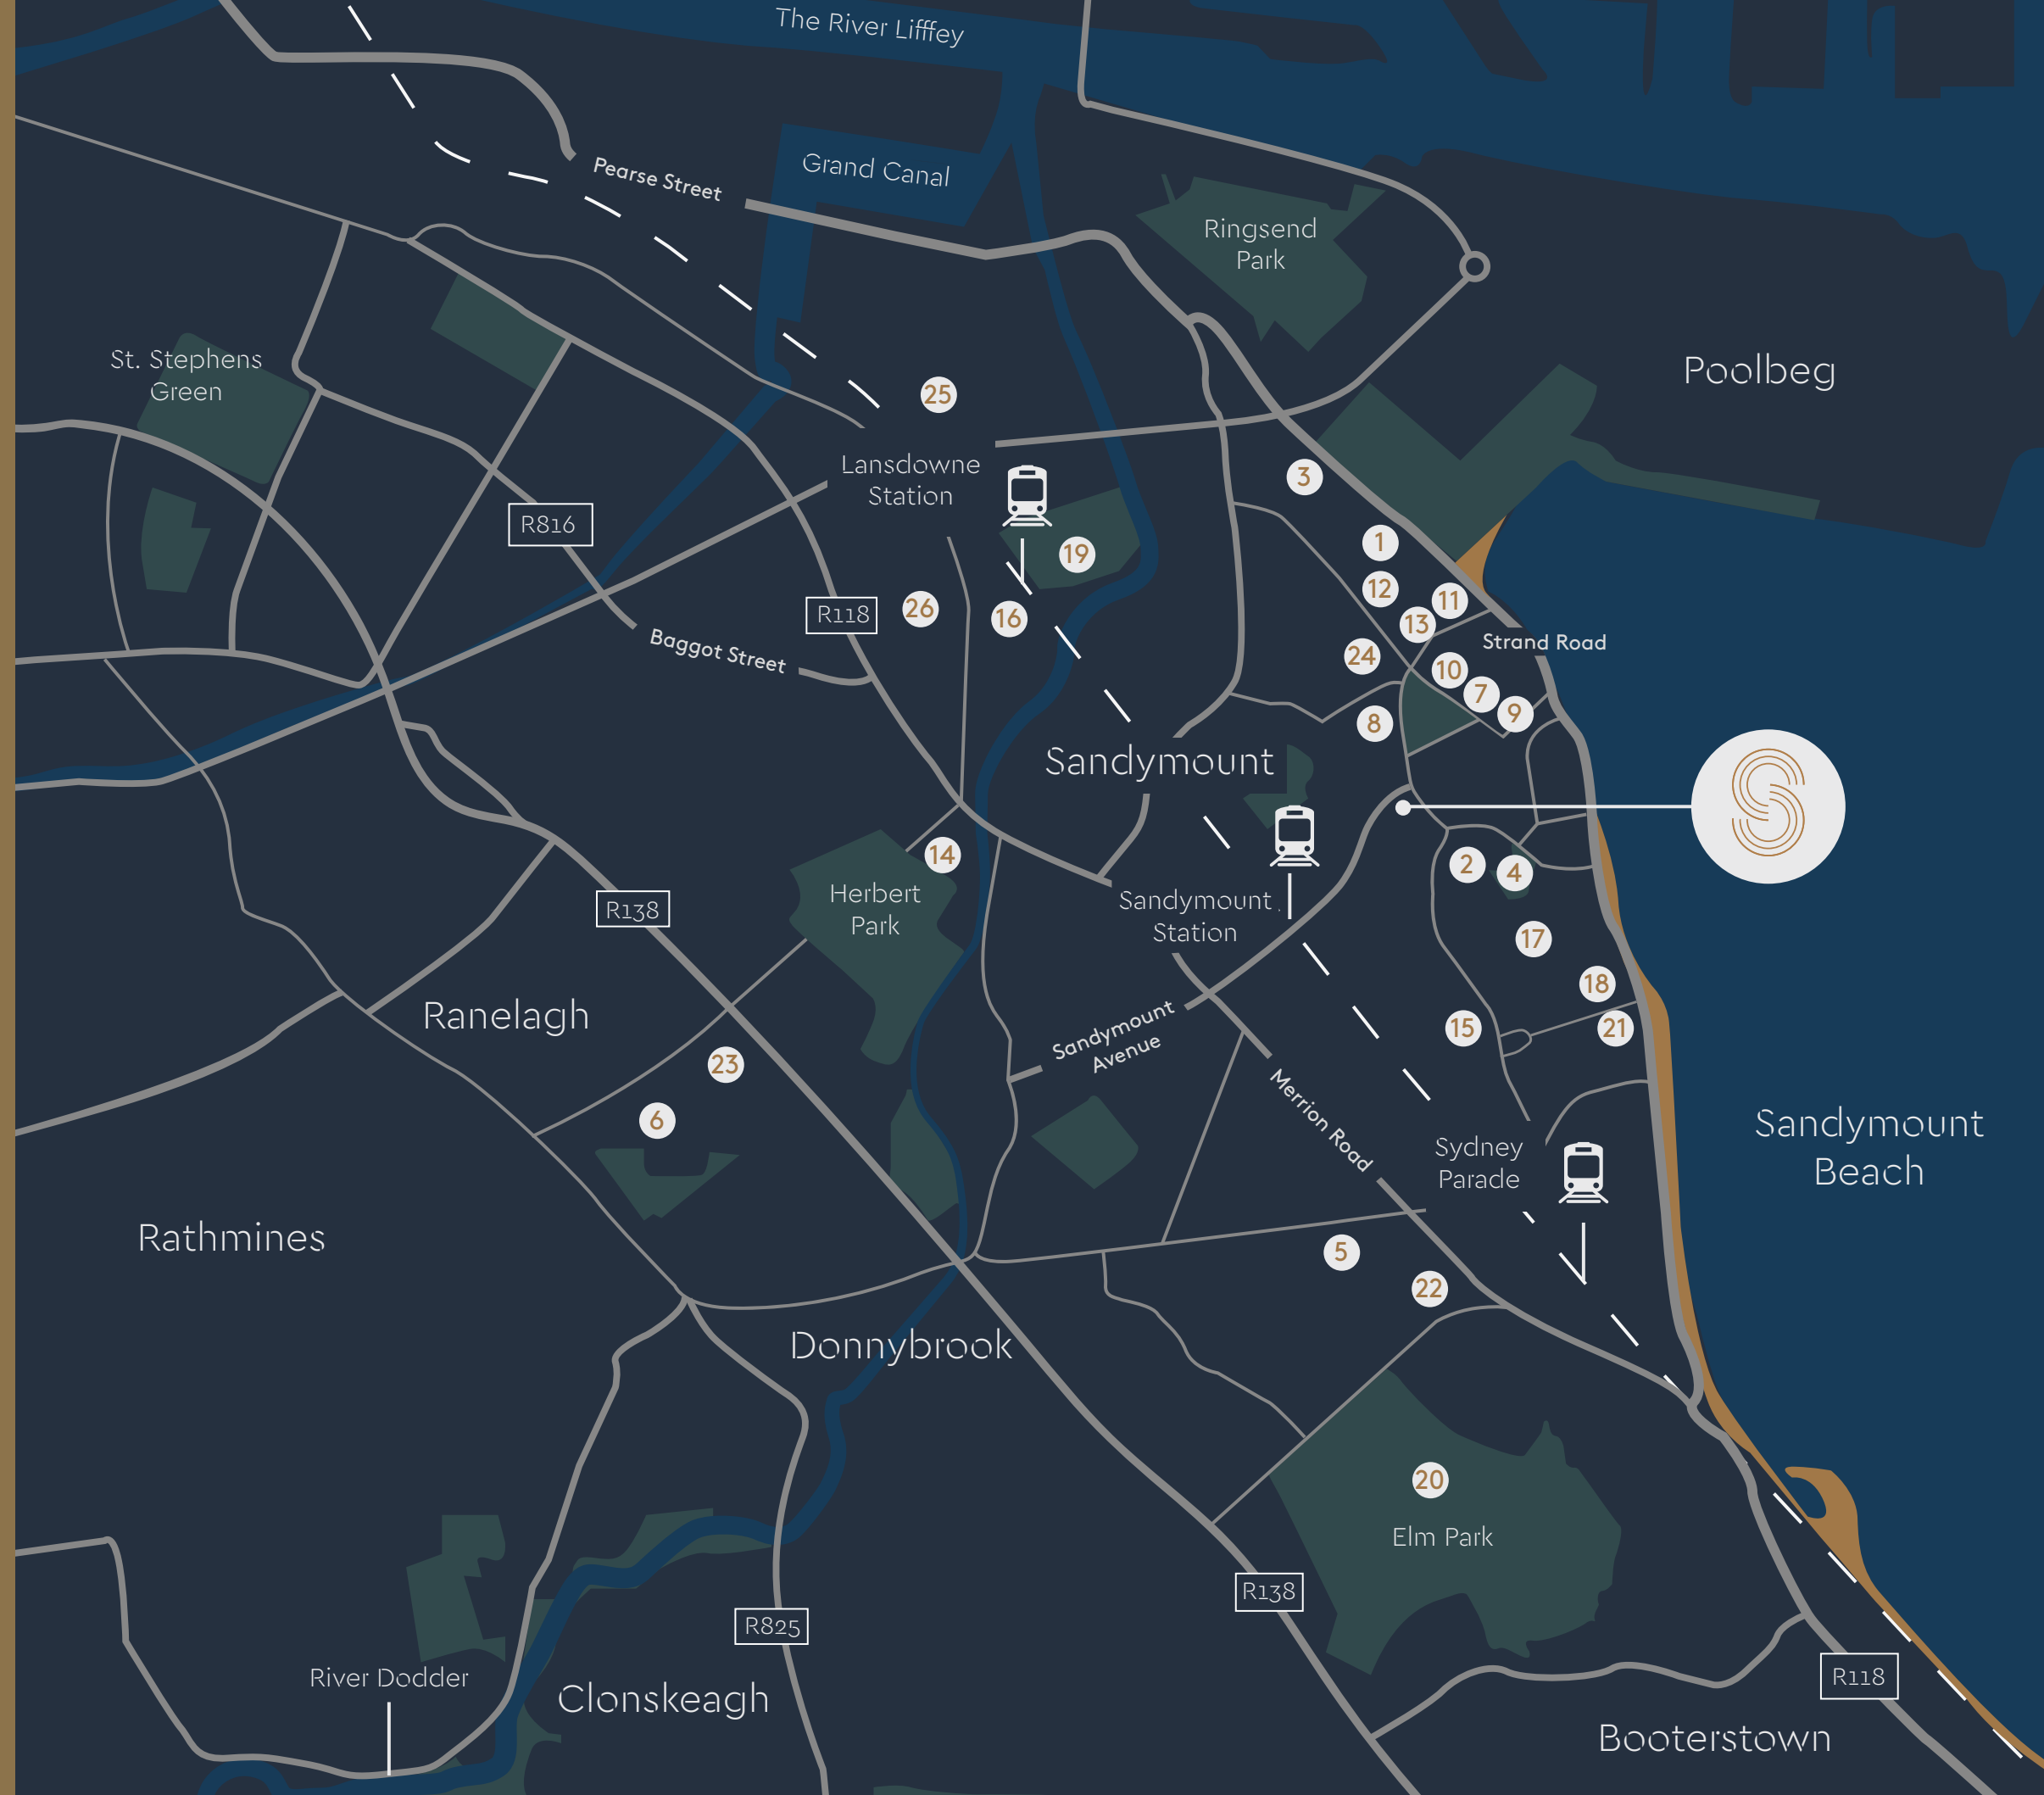 The River Lifffey
Grand Canal
Pearse Street
Ringsend
Park
Poolbeg
St. Stephens
Green
25
Lansdowne
Station
3
R816
19
1
12
11
13
26
16
R118
Baggot Street
Strand Road
24
10
7
9
8
Sandymount
S
14
2
4
Herbert
Park
R138
Sandymount
Station
17
18
Ranelagh
Sandymount
Avenue
15
21
23
6
Merrion Road
Sydney
Parade
Sandymount
Beach
Rathmines
5
22
Donnybrook
20
Elm Park
R138
R825
River Dodder
Clonskeagh
R118
Booterstown